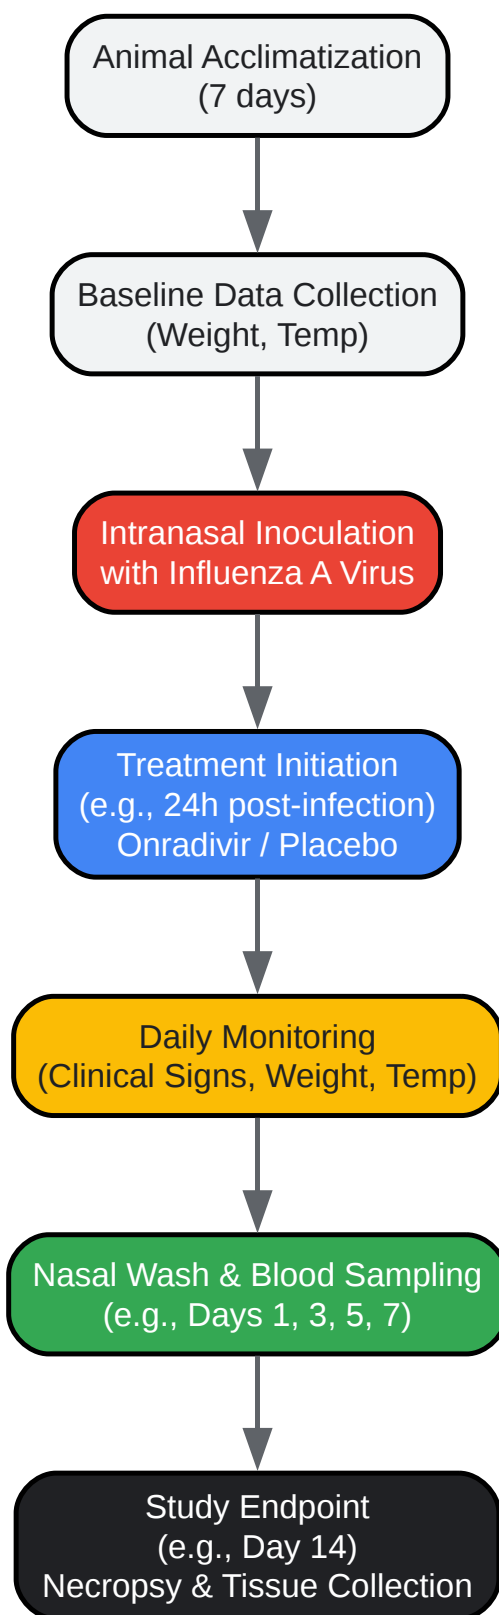 Animal Acclimatization
(7 days)
Baseline Data Collection
(Weight, Temp)
Intranasal Inoculation
with Influenza A Virus
Treatment Initiation
(e.g., 24h post-infection)
Onradivir / Placebo
Daily Monitoring
(Clinical Signs, Weight, Temp)
Nasal Wash & Blood Sampling
(e.g., Days 1, 3, 5, 7)
Study Endpoint
(e.g., Day 14)
Necropsy & Tissue Collection